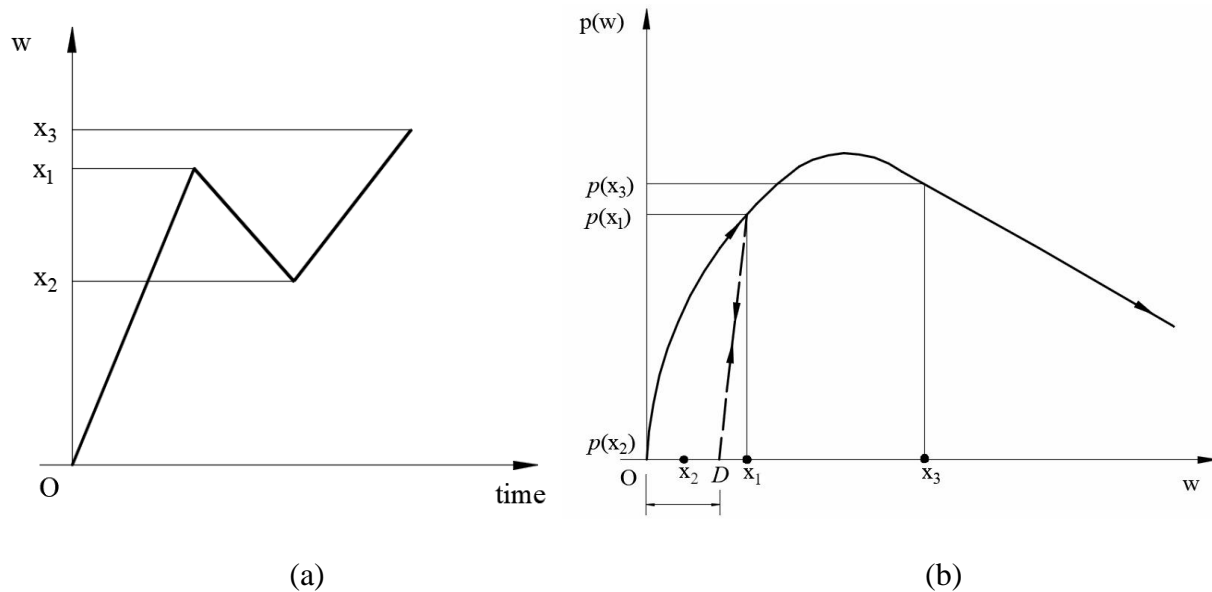 w
x₃
x₁
x₂
O
time
(a)
p(w)
p(x₃)
p(x₁)
p(x₂)
O
x₂
D
x₁
x₃
w
(b)